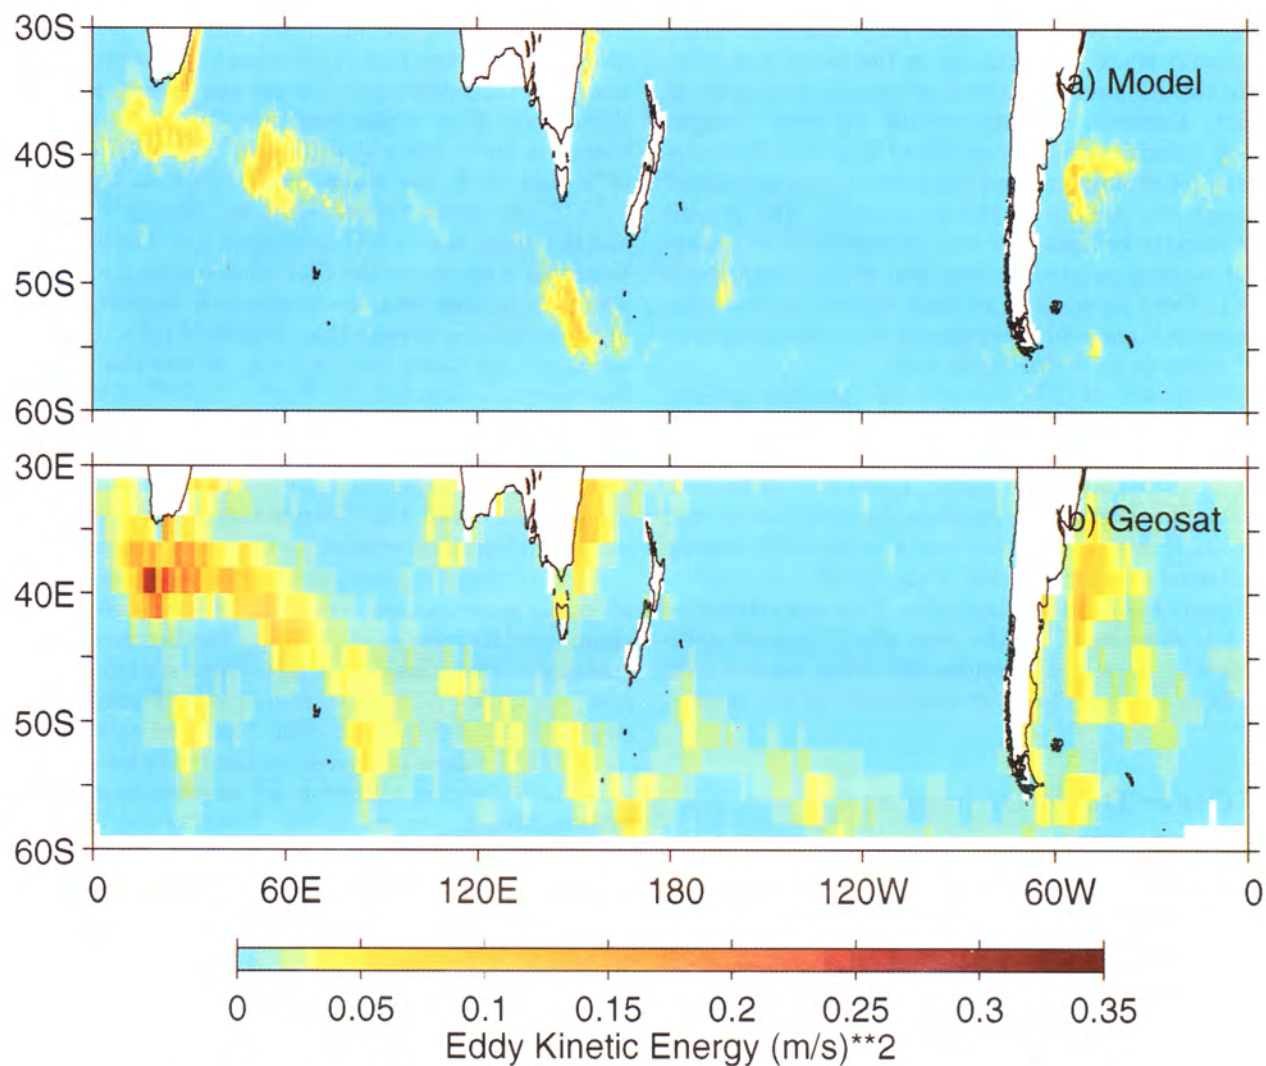 30S
(a) Model
40S
50S
60S
30E
(b) Geosat
40E
50S
60S
0 60E 120E 180 120W 60W 0
0 0.05 0.1 0.15 0.2 0.25 0.3 0.35
Eddy Kinetic Energy (m/s)**2